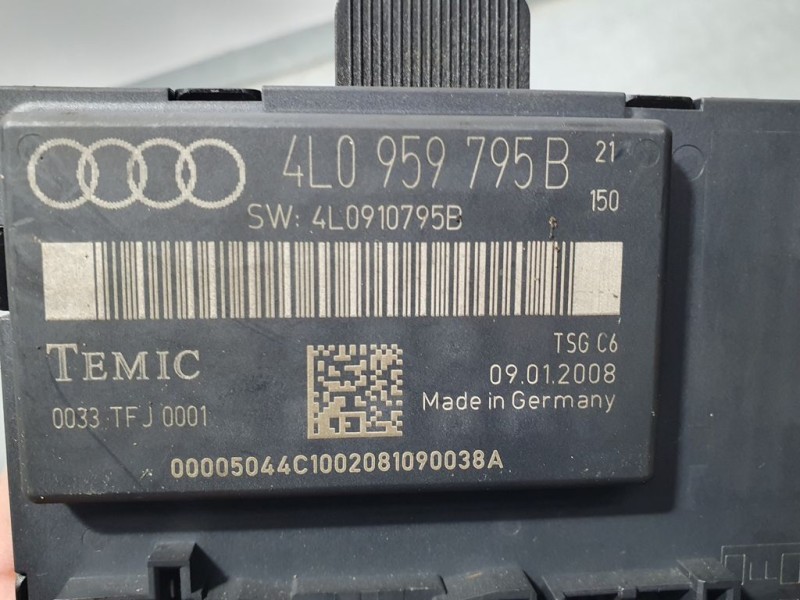 4L0 959 795B 21
150
SW: 4L0910795B
TEMIC
TSG C6
09.01.2008
0033 TFJ 0001
Made in Germany
00005044C1002081090038A